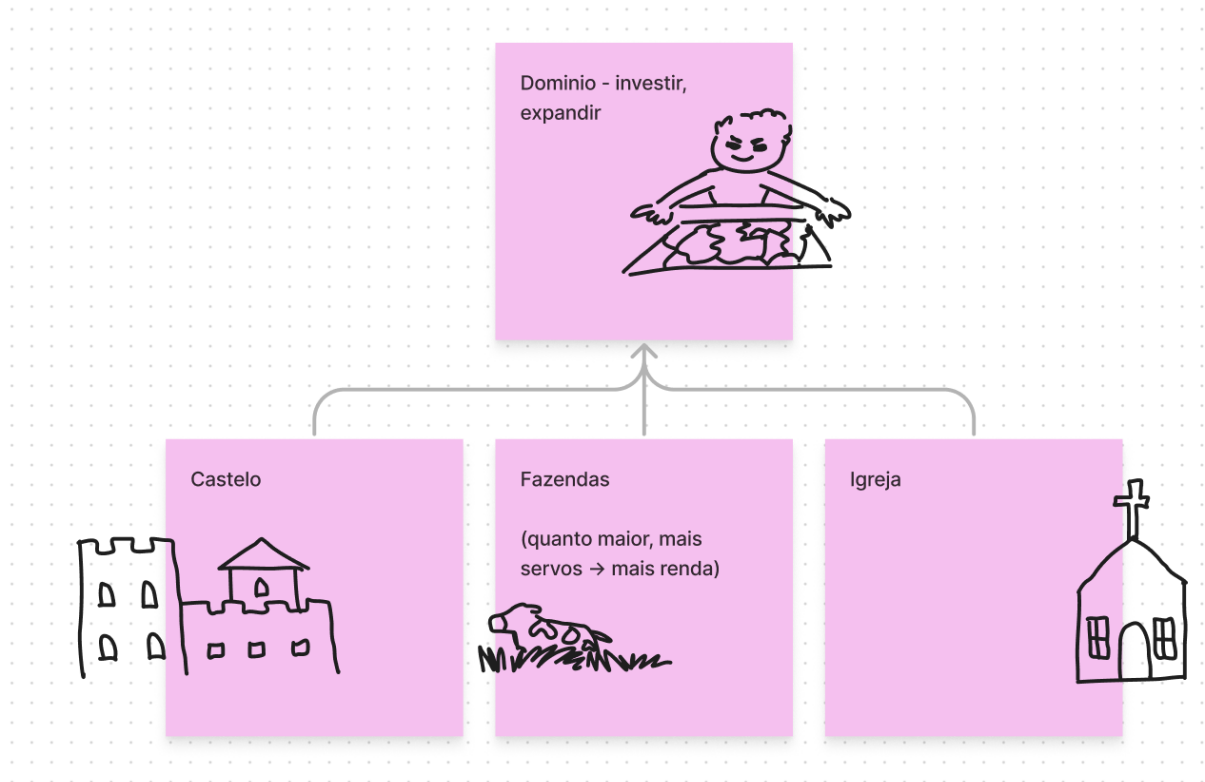 Dominio - investir,
expandir
Castelo
Fazendas
(quanto maior, mais
servos → mais renda)
Igreja